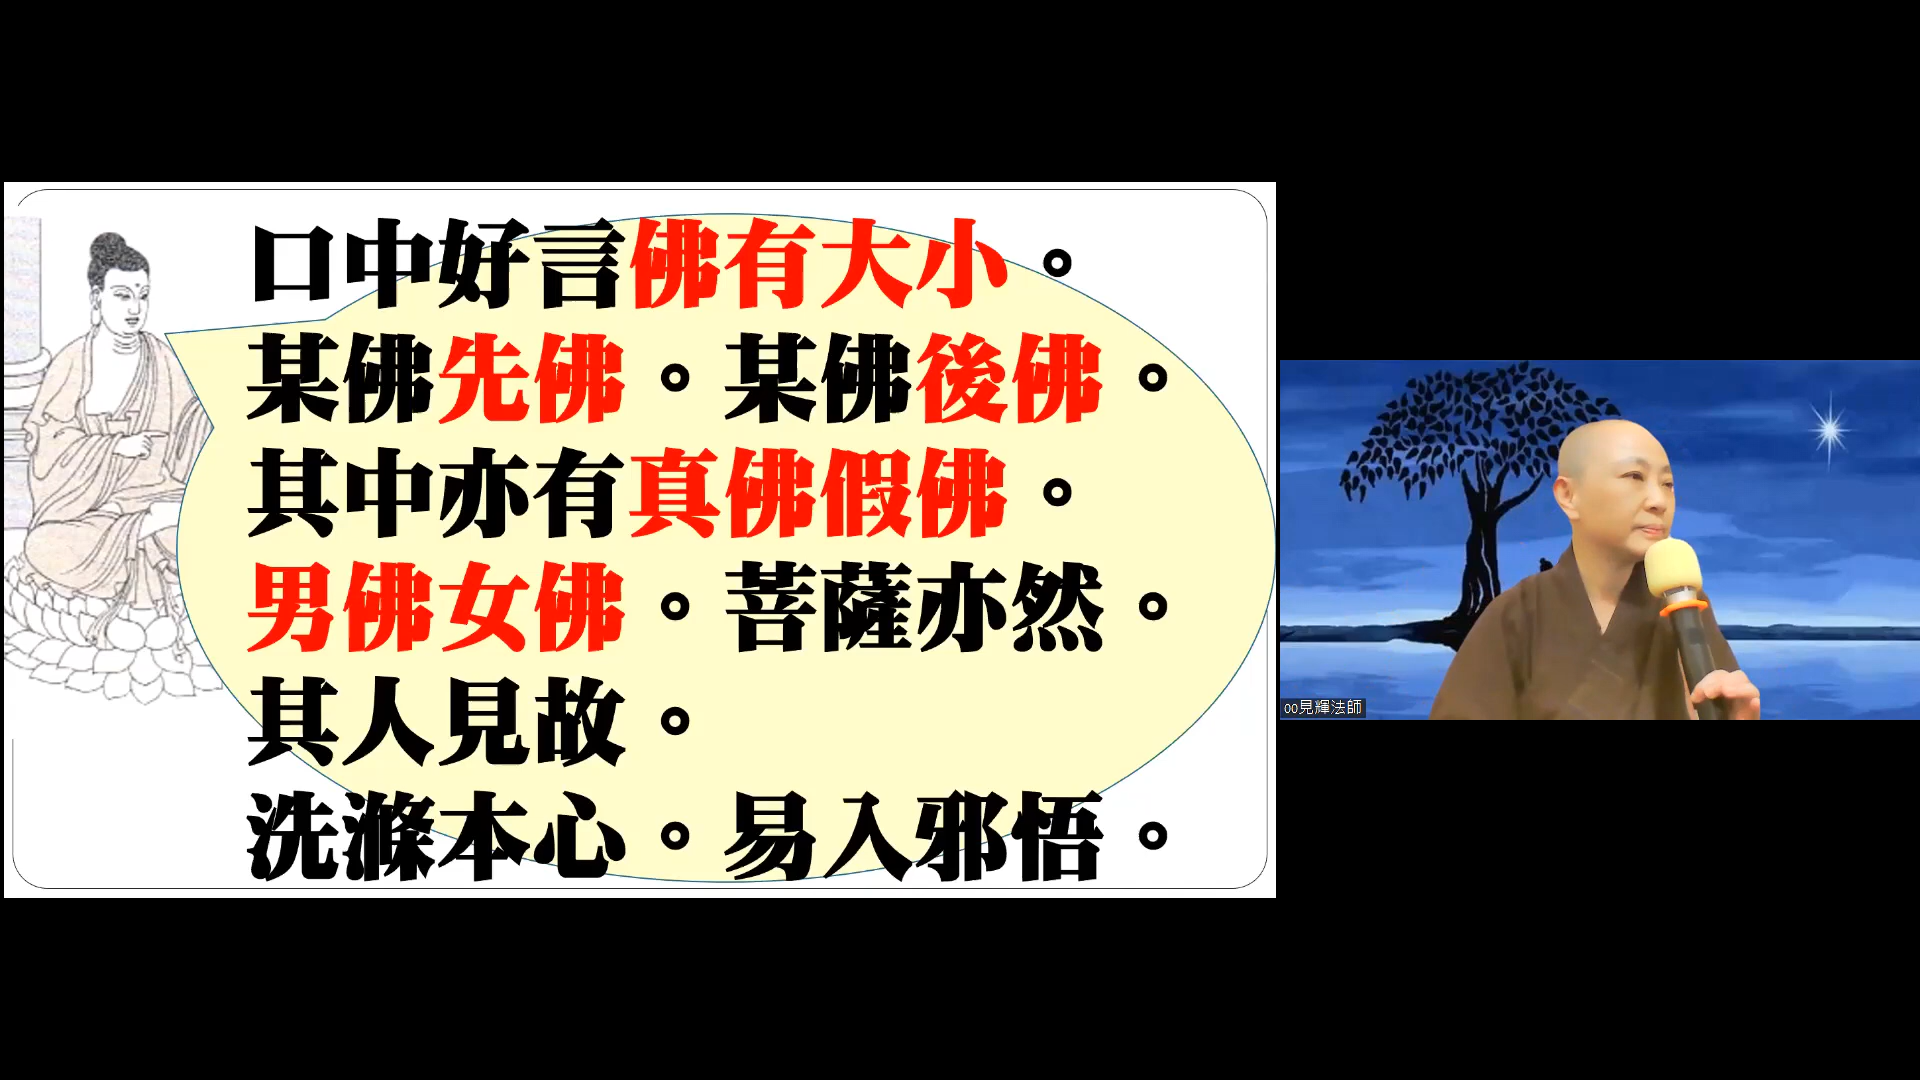 口中好言佛有大小。
某佛先佛。某佛後佛。
其中亦有真佛假佛。
男佛女佛。菩薩亦然。
其人見故。
洗滌本心。易入邪悟。
oo見輝法師